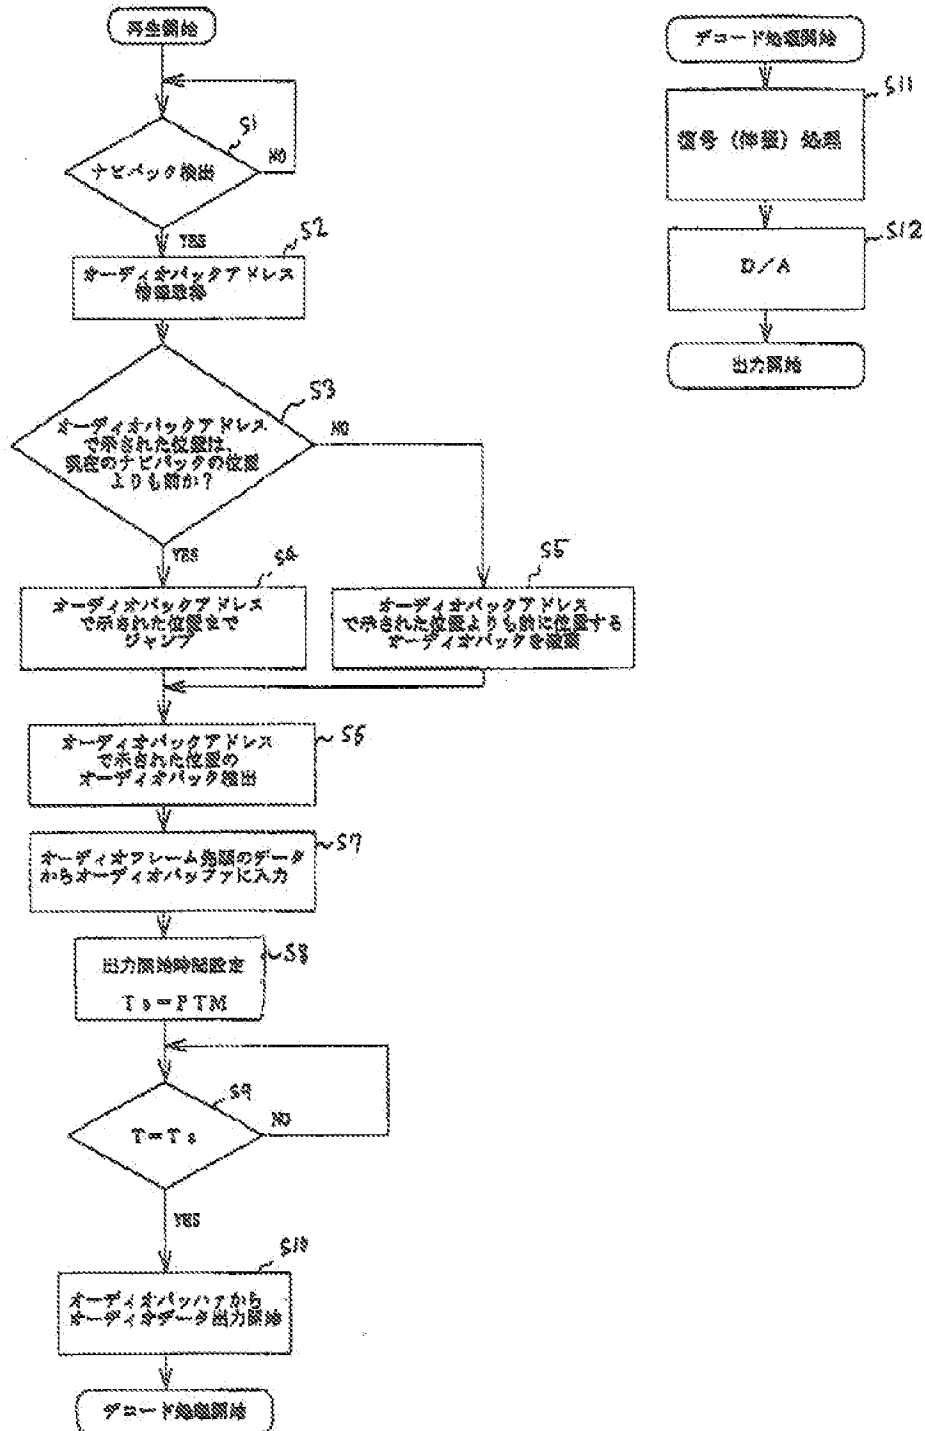 再生開始
S1
ナビパック検出
NO
YES
S2
オーディオパックアドレス
情報取得
S3
オーディオパックアドレス
で示された位置は、
現在のナビパックの位置
よりも前か?
NO
YES
S4
オーディオパックアドレス
で示された位置まで
ジャンプ
S5
オーディオパックアドレス
で示された位置よりも前に位置する
オーディオパックを破棄
S6
オーディオパックアドレス
で示された位置の
オーディオパック検出
S7
オーディオフレーム先頭のデータ
からオーディオバッファに入力
S8
出力開始時間設定
Ts=PTM
S9
T=Ts
NO
YES
S10
オーディオバッファから
オーディオデータ出力開始
デコード処理開始
デコード処理開始
S11
信号(伸張)処理
S12
D/A
出力開始